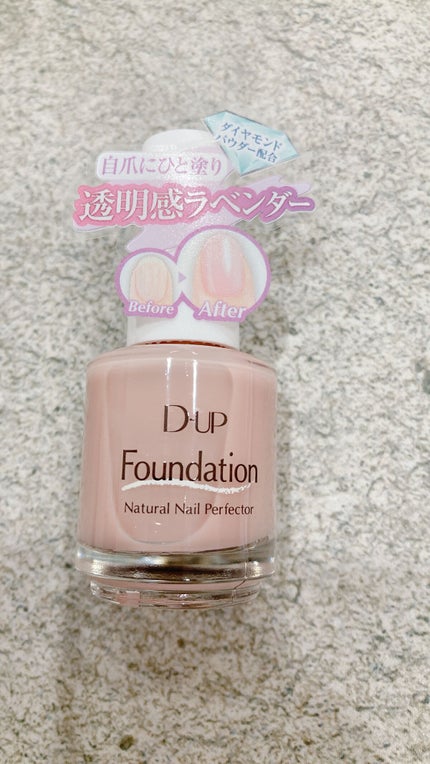 ダイヤモンド
パウダー配合
自爪にひと塗り
透明感ラベンダー
Before
After
D-UP
Foundation
Natural Nail Perfector